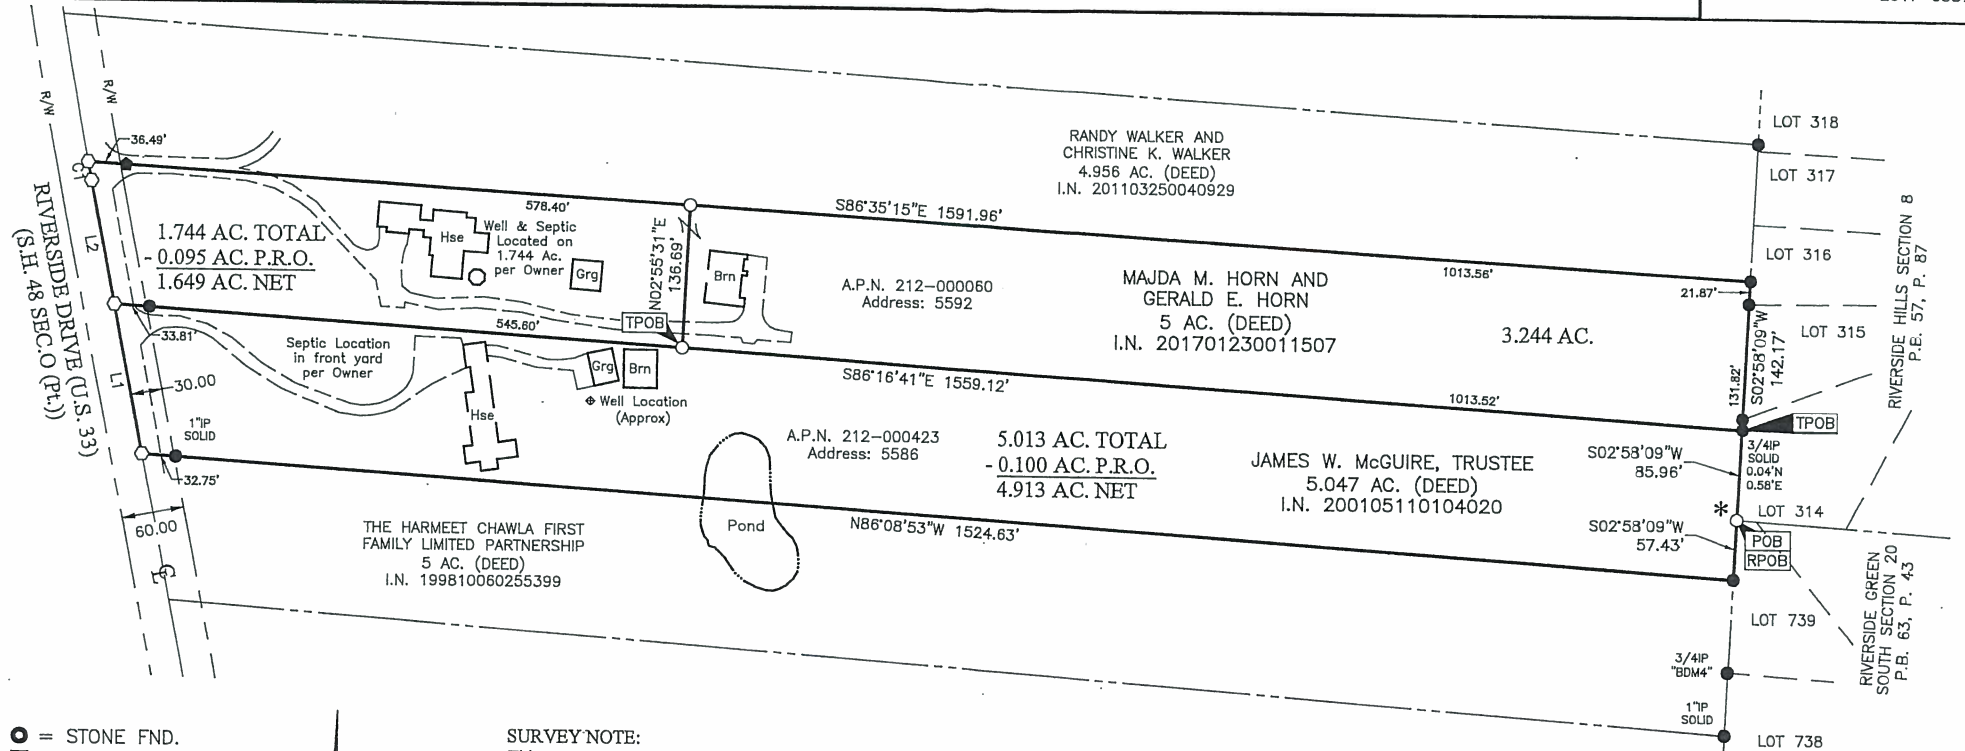 R/W
R/W
36.49'
C1
L2
L1
RIVERSIDE DRIVE (U.S. 33)
(S.H. 48 SEC.O (Pt.))
1.744 AC. TOTAL
- 0.095 AC. P.R.O.
1.649 AC. NET
Hse
Well & Septic
Located on
1.744 Ac.
per Owner
Grg
578.40'
N02°55'31"E
136.69'
Brn
TPOB
545.60'
33.81'
30.00
Septic Location
in front yard
per Owner
1"IP
SOLID
32.75'
60.00
Hse
Grg
Brn
Well Location
(Approx)
RANDY WALKER AND
CHRISTINE K. WALKER
4.956 AC. (DEED)
I.N. 201103250040929
S86°35'15"E 1591.96'
1013.56'
A.P.N. 212-000060
Address: 5592
MAJDA M. HORN AND
GERALD E. HORN
5 AC. (DEED)
I.N. 201701230011507
3.244 AC.
S86°16'41"E 1559.12'
1013.52'
A.P.N. 212-000423
Address: 5586
5.013 AC. TOTAL
- 0.100 AC. P.R.O.
4.913 AC. NET
JAMES W. McGUIRE, TRUSTEE
5.047 AC. (DEED)
I.N. 200105110104020
Pond
N86°08'53"W 1524.63'
THE HARMEET CHAWLA FIRST
FAMILY LIMITED PARTNERSHIP
5 AC. (DEED)
I.N. 199810060255399
LOT 318
LOT 317
LOT 316
21.87'
LOT 315
S02°58'09"W
142.17'
131.82'
TPOB
3/4IP
SOLID
0.04'N
0.58'E
S02°58'09"W
85.96'
*
LOT 314
S02°58'09"W
57.43'
POB
RPOB
RIVERSIDE HILLS SECTION 8
P.B. 57, P. 87
RIVERSIDE GREEN
SOUTH SECTION 20
P.B. 63, P. 43
LOT 739
3/4IP
"BDM4"
1"IP
SOLID
LOT 738
= STONE FND.
SURVEY NOTE: